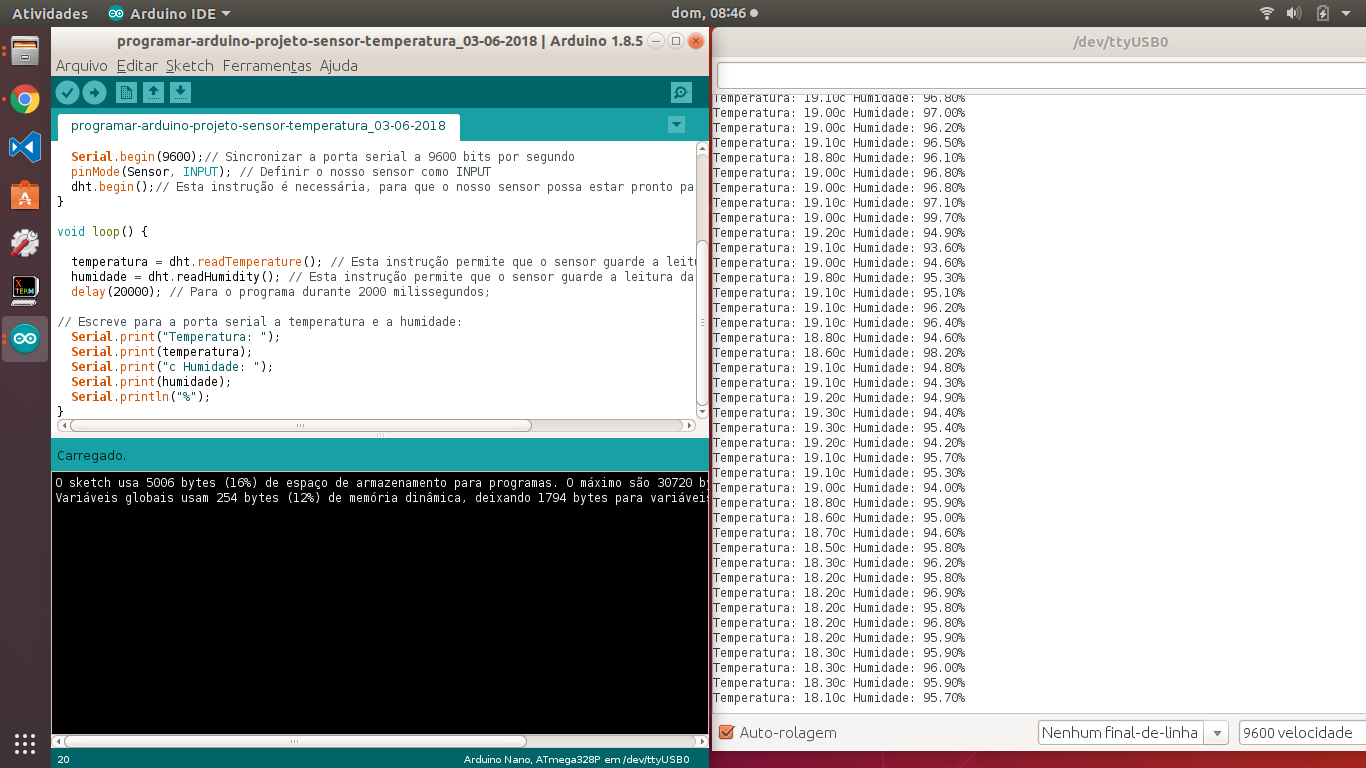 Atividades
Arduino IDE
dom, 08:46
programar-arduino-projeto-sensor-temperatura_03-06-2018 | Arduino 1.8.5
Arquivo Editar Sketch Ferramentas Ajuda
programar-arduino-projeto-sensor-temperatura_03-06-2018
Serial.begin(9600);// Sincronizar a porta serial a 9600 bits por segundo
pinMode(Sensor, INPUT); // Definir o nosso sensor como INPUT
dht.begin();// Esta instrução é necessária, para que o nosso sensor possa estar pronto pa
}
void loop() {
temperatura = dht.readTemperature(); // Esta instrução permite que o sensor guarde a leitu
humidade = dht.readHumidity(); // Esta instrução permite que o sensor guarde a leitura da
delay(20000); // Para o programa durante 2000 milissegundos;
// Escreve para a porta serial a temperatura e a humidade:
Serial.print("Temperatura: ");
Serial.print(temperatura);
Serial.print("c Humidade: ");
Serial.print(humidade);
Serial.println("%");
}
Carregado.
O sketch usa 5006 bytes (16%) de espaço de armazenamento para programas. O máximo são 30720 by
Variáveis globais usam 254 bytes (12%) de memória dinâmica, deixando 1794 bytes para variáveis
20
Arduino Nano, ATmega328P em /dev/ttyUSB0
/dev/ttyUSB0
Temperatura: 19.10c Humidade: 96.80%
Temperatura: 19.00c Humidade: 97.00%
Temperatura: 19.00c Humidade: 96.20%
Temperatura: 19.10c Humidade: 96.50%
Temperatura: 18.80c Humidade: 96.10%
Temperatura: 19.00c Humidade: 96.80%
Temperatura: 19.00c Humidade: 96.80%
Temperatura: 19.10c Humidade: 97.10%
Temperatura: 19.00c Humidade: 99.70%
Temperatura: 19.20c Humidade: 94.90%
Temperatura: 19.10c Humidade: 93.60%
Temperatura: 19.00c Humidade: 94.60%
Temperatura: 19.80c Humidade: 95.30%
Temperatura: 19.10c Humidade: 95.10%
Temperatura: 19.10c Humidade: 96.20%
Temperatura: 19.10c Humidade: 96.40%
Temperatura: 18.80c Humidade: 94.60%
Temperatura: 18.60c Humidade: 98.20%
Temperatura: 19.10c Humidade: 94.80%
Temperatura: 19.10c Humidade: 94.30%
Temperatura: 19.20c Humidade: 94.90%
Temperatura: 19.30c Humidade: 94.40%
Temperatura: 19.30c Humidade: 95.40%
Temperatura: 19.20c Humidade: 94.20%
Temperatura: 19.10c Humidade: 95.70%
Temperatura: 19.10c Humidade: 95.30%
Temperatura: 19.00c Humidade: 94.00%
Temperatura: 18.80c Humidade: 95.90%
Temperatura: 18.60c Humidade: 95.00%
Temperatura: 18.70c Humidade: 94.60%
Temperatura: 18.50c Humidade: 95.80%
Temperatura: 18.30c Humidade: 96.20%
Temperatura: 18.20c Humidade: 95.80%
Temperatura: 18.20c Humidade: 96.90%
Temperatura: 18.20c Humidade: 95.80%
Temperatura: 18.20c Humidade: 96.80%
Temperatura: 18.20c Humidade: 95.90%
Temperatura: 18.30c Humidade: 95.90%
Temperatura: 18.30c Humidade: 96.00%
Temperatura: 18.30c Humidade: 95.90%
Temperatura: 18.10c Humidade: 95.70%
Auto-rolagem
Nenhum final-de-linha
9600 velocidade